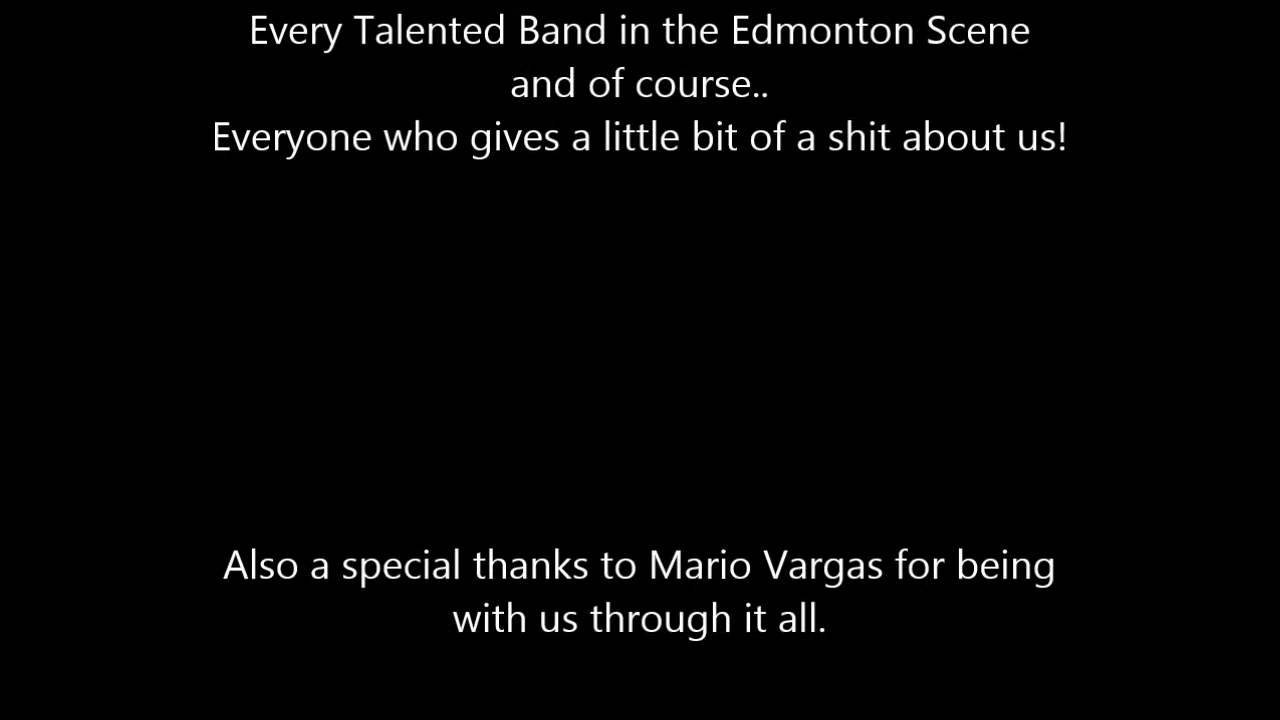 Every Talented Band in the Edmonton Scene
and of course..
Everyone who gives a little bit of a shit about us!
Also a special thanks to Mario Vargas for being
with us through it all.